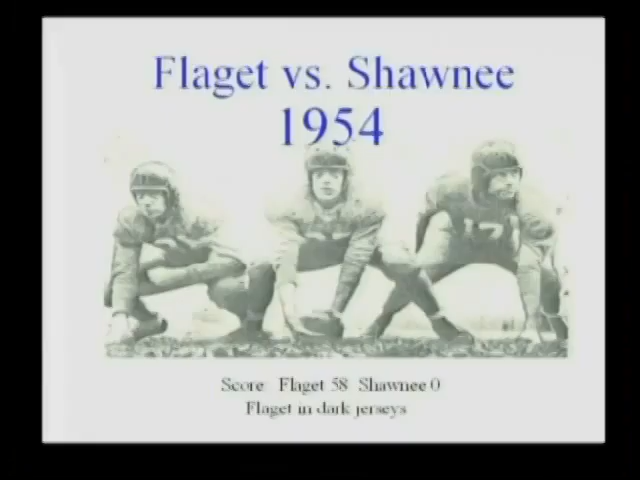 Flaget vs. Shawnee
1954
Score Flaget 58 Shawnee 0
Flaget in dark jerseys